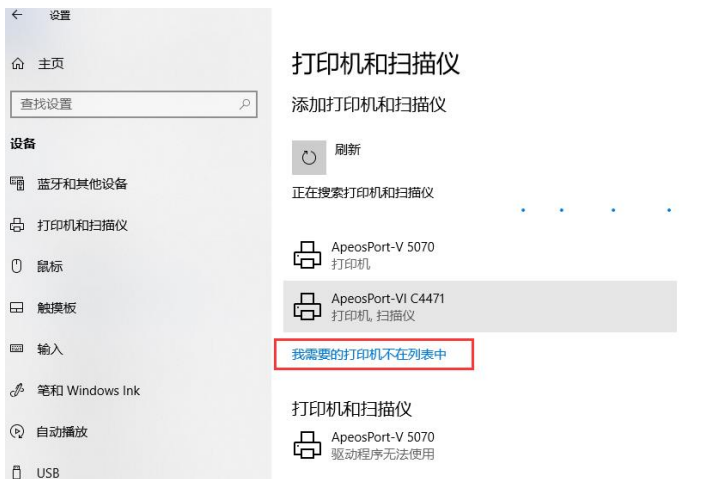 设置
主页
查找设置
设备
蓝牙和其他设备
打印机和扫描仪
鼠标
触摸板
输入
笔和 Windows Ink
自动播放
USB
打印机和扫描仪
添加打印机和扫描仪
刷新
正在搜索打印机和扫描仪
ApeosPort-V 5070
打印机
ApeosPort-VI C4471
打印机, 扫描仪
我需要的打印机不在列表中
打印机和扫描仪
ApeosPort-V 5070
驱动程序无法使用